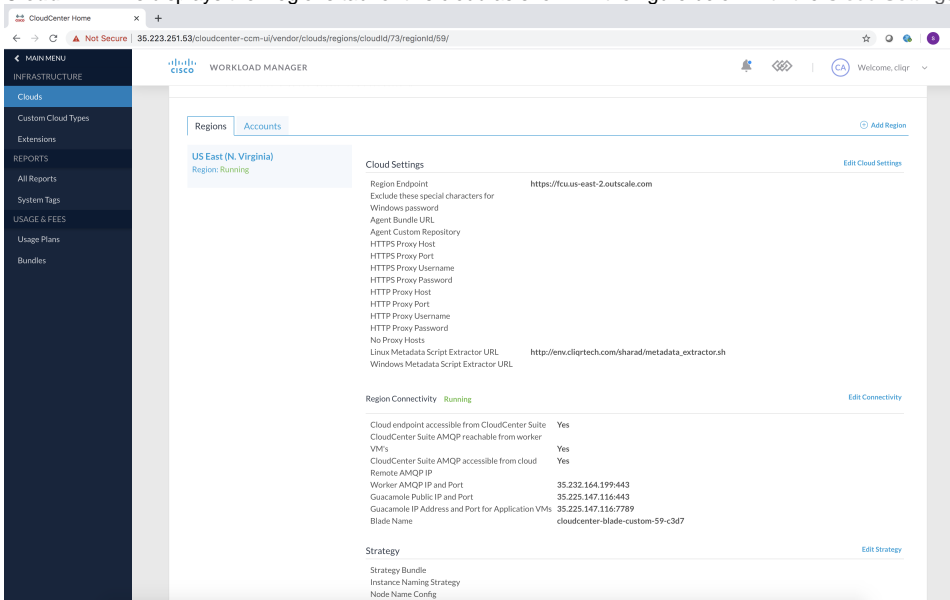 CloudCenter Home
Not Secure | 35.223.251.53/cloudcenter-ccm-ui/vendor/clouds/regions/cloudId/73/regionId/59/
MAIN MENU
INFRASTRUCTURE
Clouds
Custom Cloud Types
Extensions
REPORTS
All Reports
System Tags
USAGE & FEES
Usage Plans
Bundles
CISCO WORKLOAD MANAGER
CA Welcome, cliqr
Regions Accounts Add Region
US East (N. Virginia)
Region: Running
Cloud Settings Edit Cloud Settings
Region Endpoint https://fcu.us-east-2.outscale.com
Exclude these special characters for
Windows password
Agent Bundle URL
Agent Custom Repository
HTTPS Proxy Host
HTTPS Proxy Port
HTTPS Proxy Username
HTTPS Proxy Password
HTTP Proxy Host
HTTP Proxy Port
HTTP Proxy Username
HTTP Proxy Password
No Proxy Hosts
Linux Metadata Script Extractor URL http://env.cliqrtech.com/sharad/metadata_extractor.sh
Windows Metadata Script Extractor URL
Region Connectivity Running Edit Connectivity
Cloud endpoint accessible from CloudCenter Suite Yes
CloudCenter Suite AMQP reachable from worker
VM's Yes
CloudCenter Suite AMQP accessible from cloud Yes
Remote AMQP IP
Worker AMQP IP and Port 35.232.164.199:443
Guacamole Public IP and Port 35.225.147.116:443
Guacamole IP Address and Port for Application VMs 35.225.147.116:7789
Blade Name cloudcenter-blade-custom-59-c3d7
Strategy Edit Strategy
Strategy Bundle
Instance Naming Strategy
Node Name Config